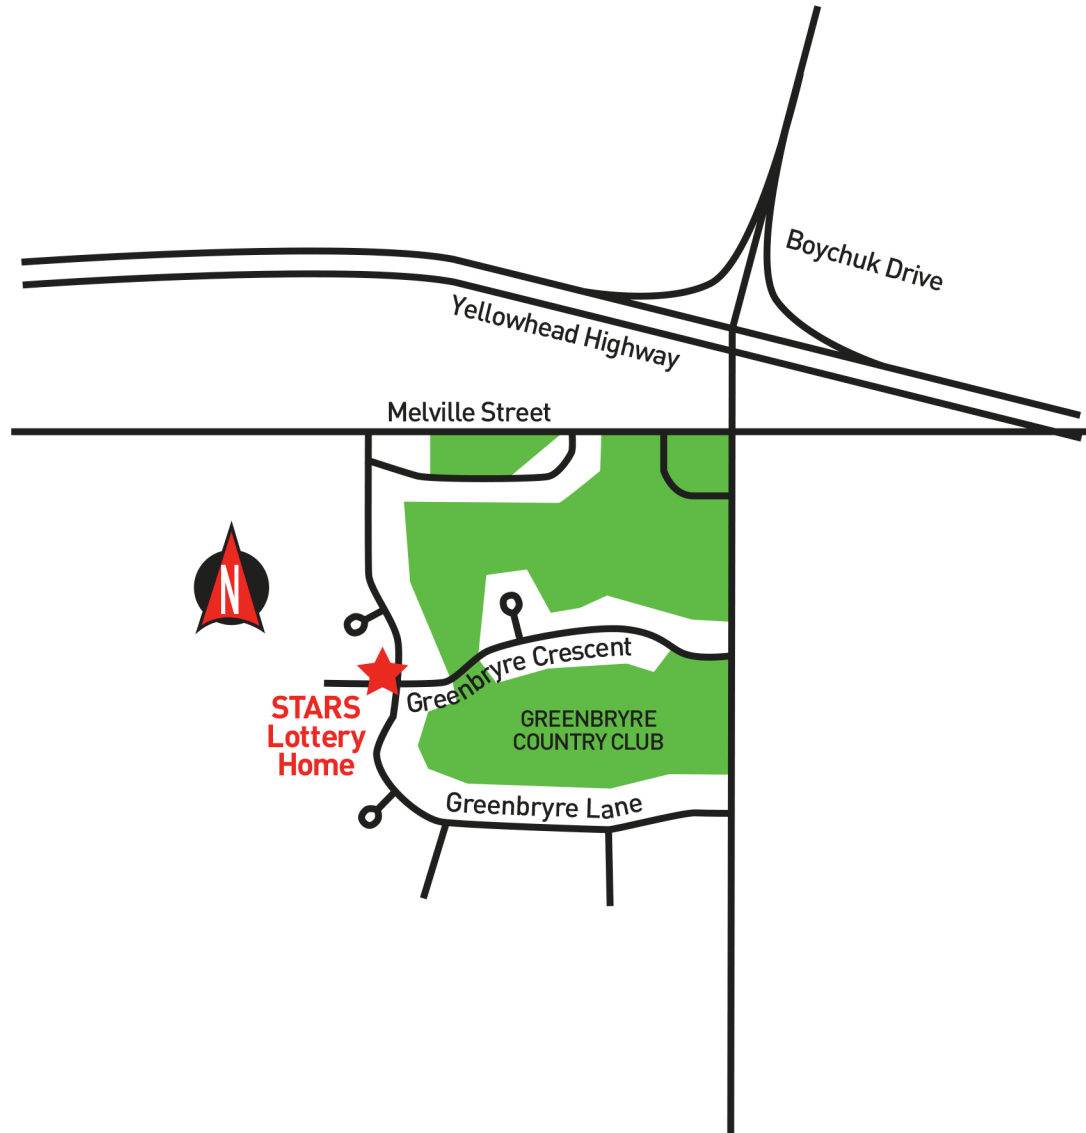 Boychuk Drive
Yellowhead Highway
Melville Street
N
Greenbryre Crescent
STARS
Lottery
Home
GREENBRYRE
COUNTRY CLUB
Greenbryre Lane